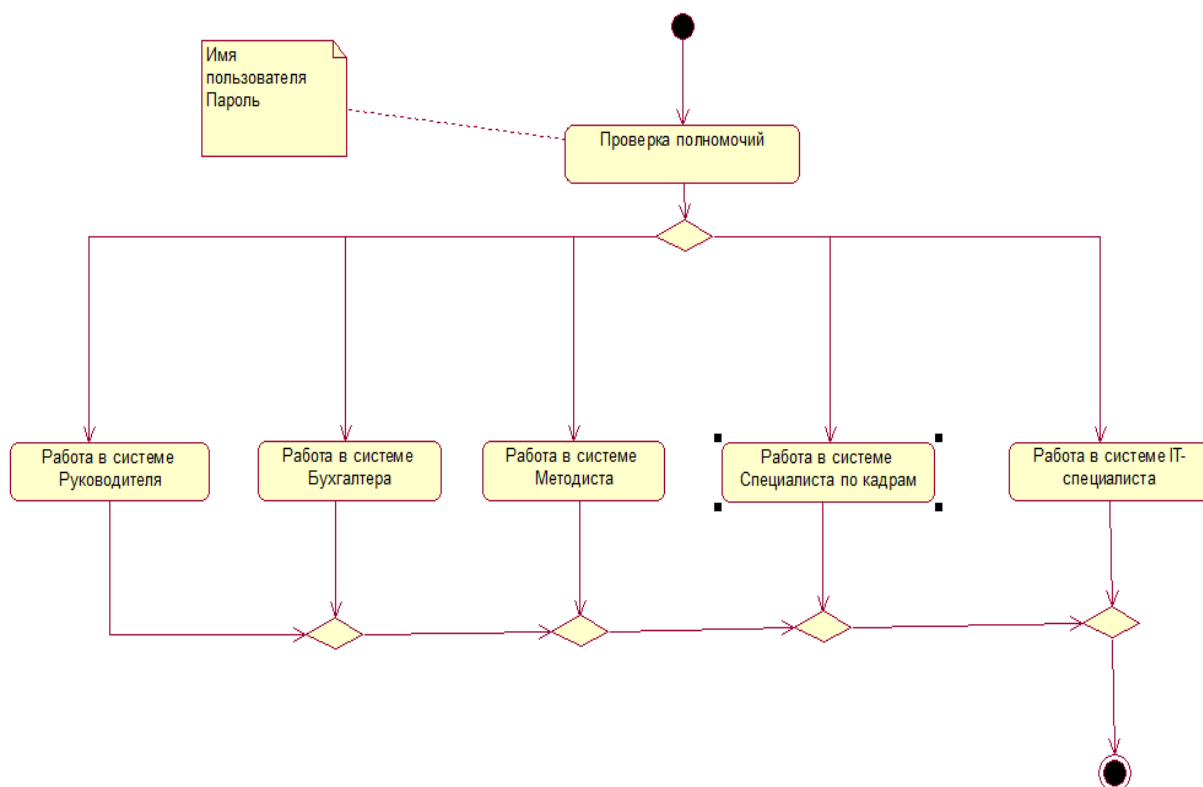 Имя
пользователя
Пароль
Проверка полномочий
Работа в системе
Руководителя
Работа в системе
Бухгалтера
Работа в системе
Методиста
Работа в системе
Специалиста по кадрам
Работа в системе IT-
специалиста